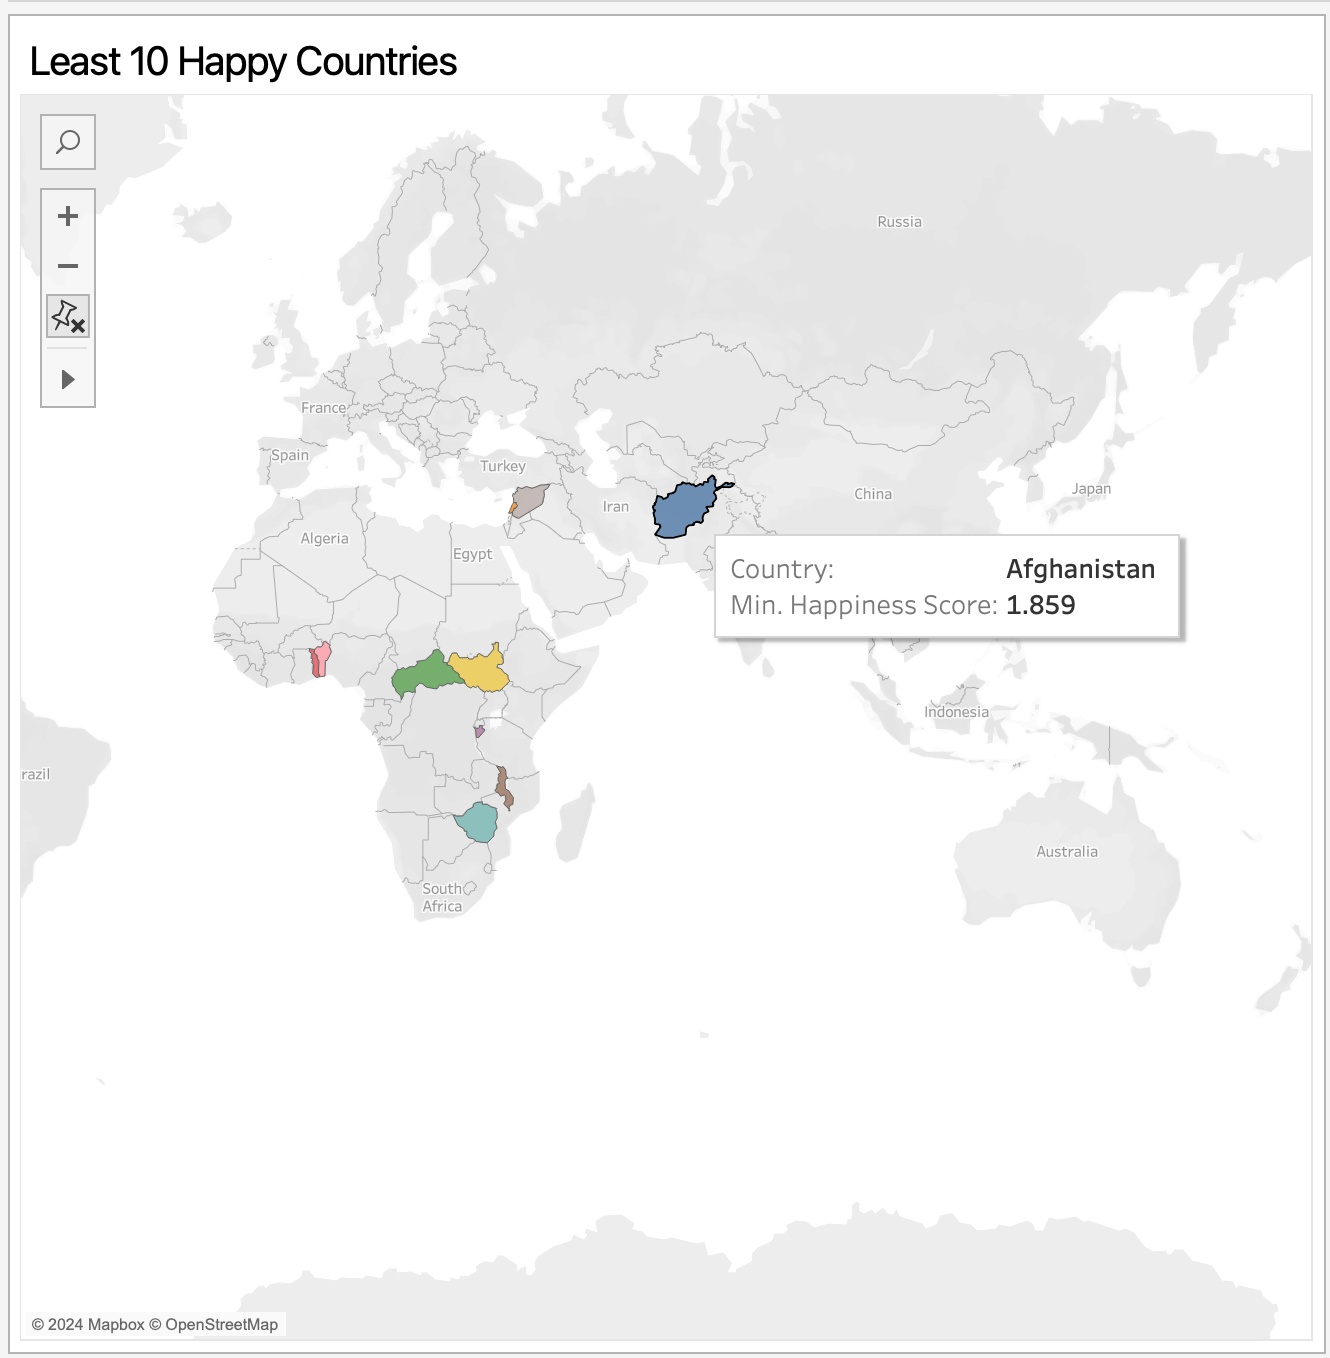 Least 10 Happy Countries
Russia
France
Spain
Turkey
China
Japan
Iran
Algeria
Egypt
Country: Afghanistan
Min. Happiness Score: 1.859
Indonesia
razil
Australia
South
Africa
© 2024 Mapbox © OpenStreetMap